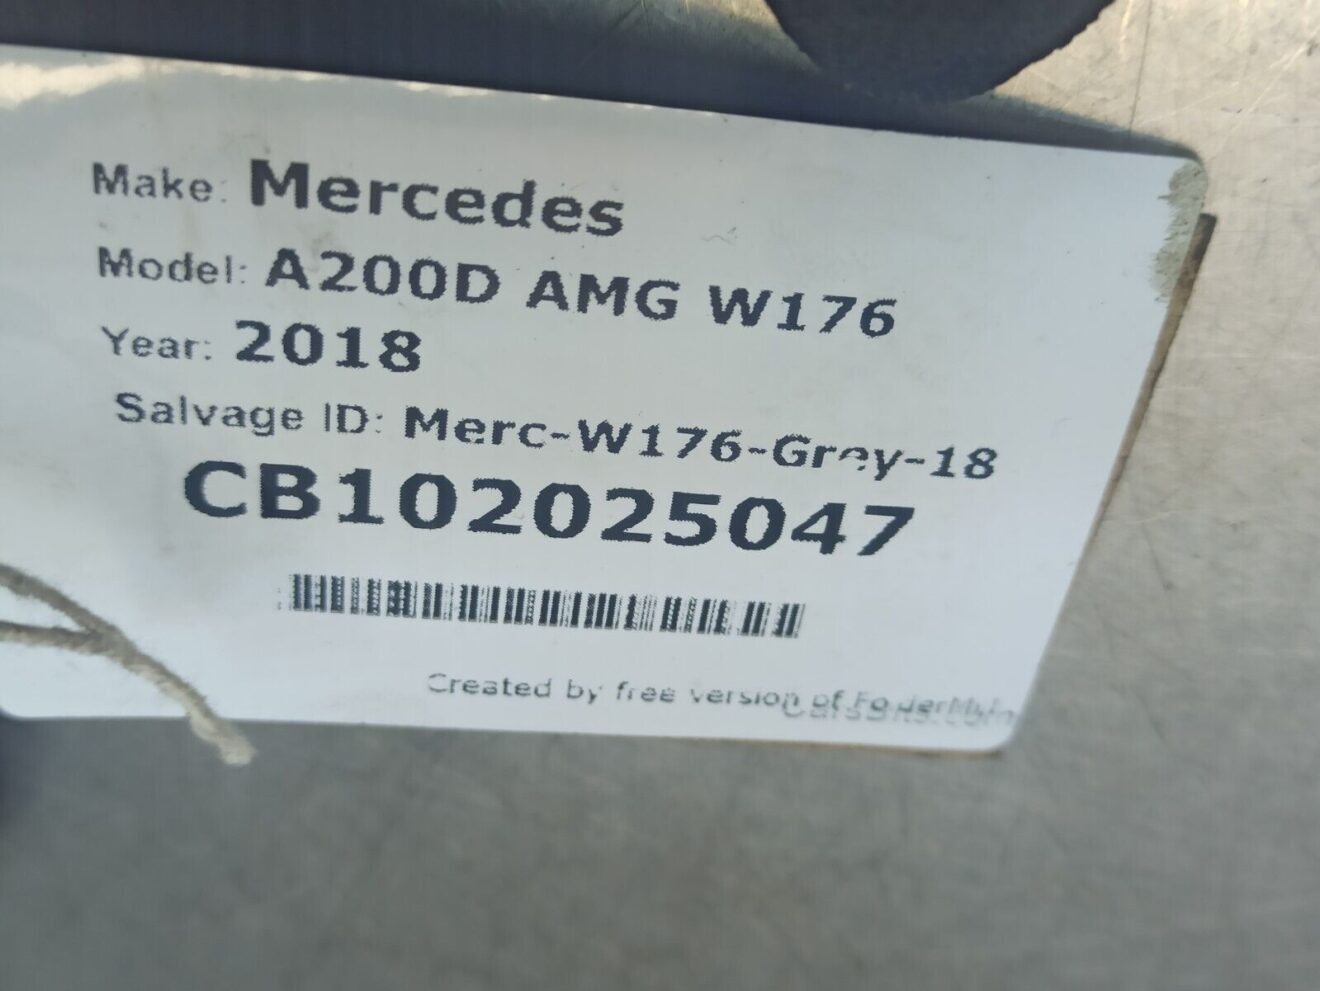 Make: Mercedes
Model: A200D AMG W176
Year: 2018
Salvage ID: Merc-W176-Grey-18
CB102025047
Created by free version of